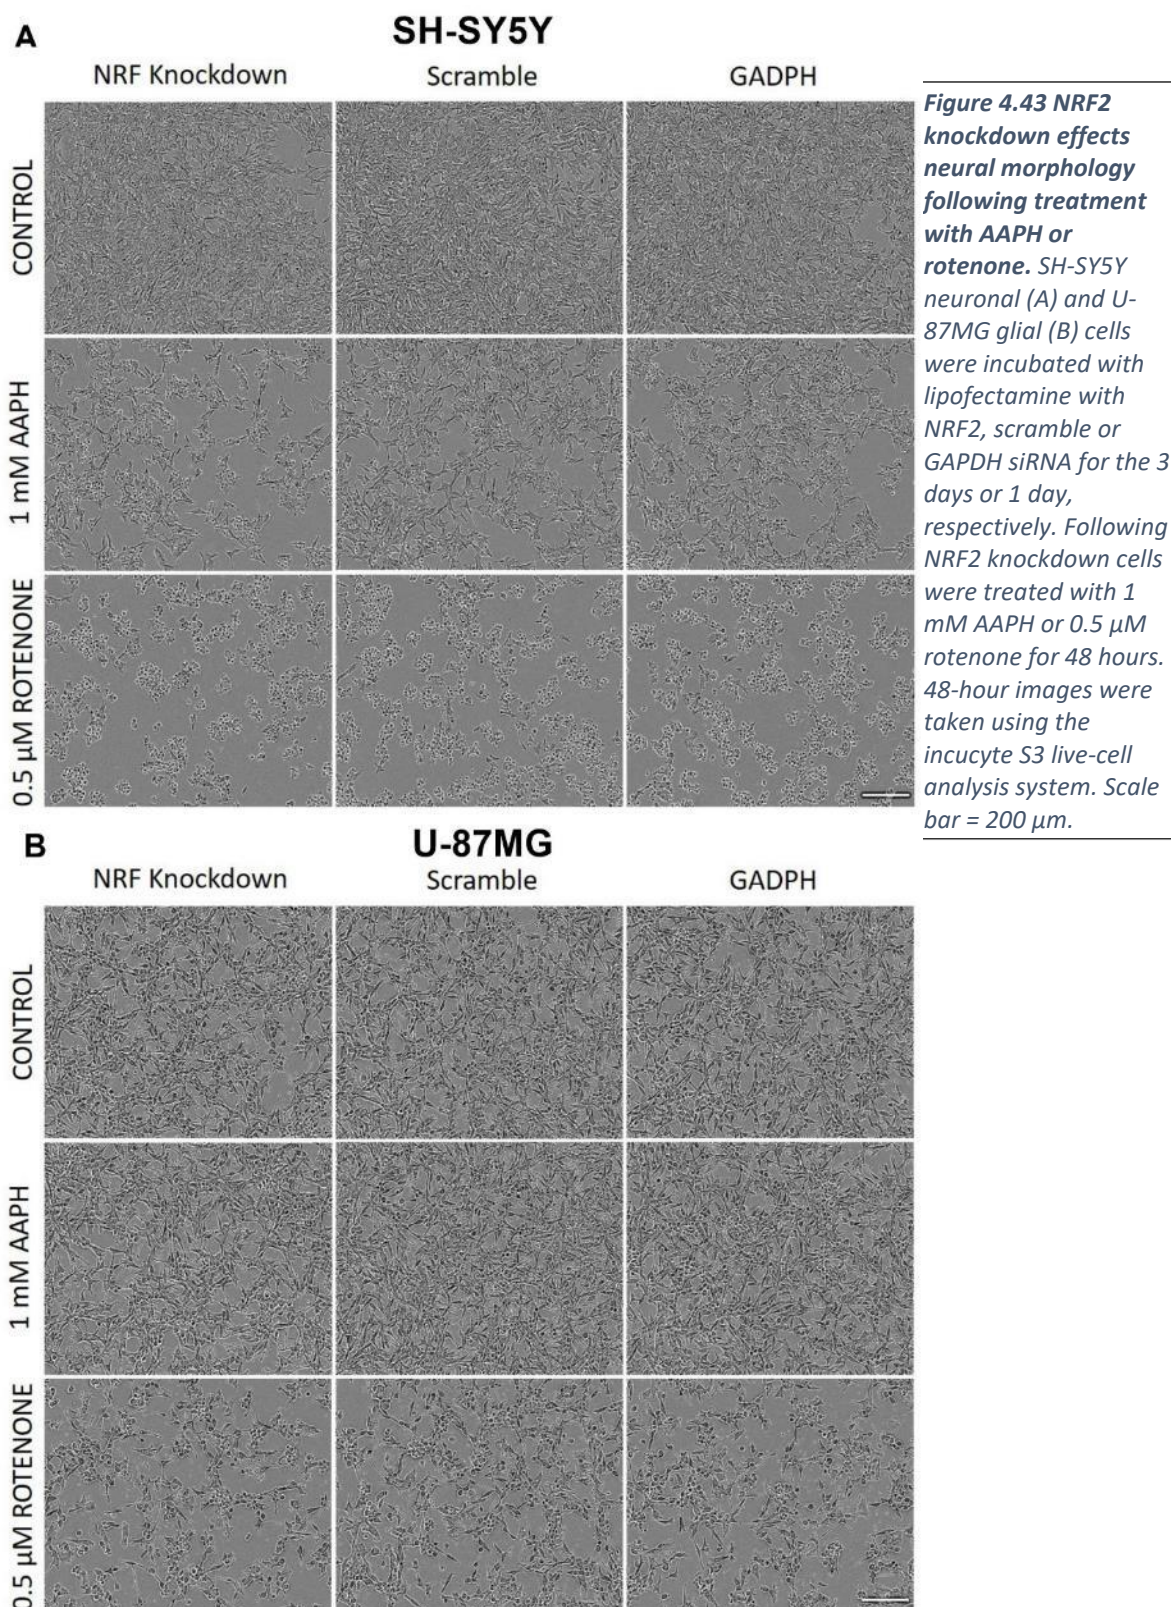 A
SH-SY5Y
NRF Knockdown
Scramble
GADPH
CONTROL
1 mM AAPH
0.5 µM ROTENONE
Figure 4.43 NRF2
knockdown effects
neural morphology
following treatment
with AAPH or
rotenone. SH-SY5Y
neuronal (A) and U-
87MG glial (B) cells
were incubated with
lipofectamine with
NRF2, scramble or
GAPDH siRNA for the 3
days or 1 day,
respectively. Following
NRF2 knockdown cells
were treated with 1
mM AAPH or 0.5 µM
rotenone for 48 hours.
48-hour images were
taken using the
incucyte S3 live-cell
analysis system. Scale
bar = 200 µm.
B
U-87MG
NRF Knockdown
Scramble
GADPH
CONTROL
1 mM AAPH
0.5 µM ROTENONE